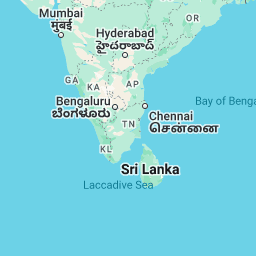 OR
Mumbai
मुंबई
Hyderabad
హైదరాబాద్
GA
KA
AP
Bay of Benga
Bengaluru
ಬೆಂಗಳೂರು
Chennai
சென்னை
TN
KL
Sri Lanka
Laccadive Sea